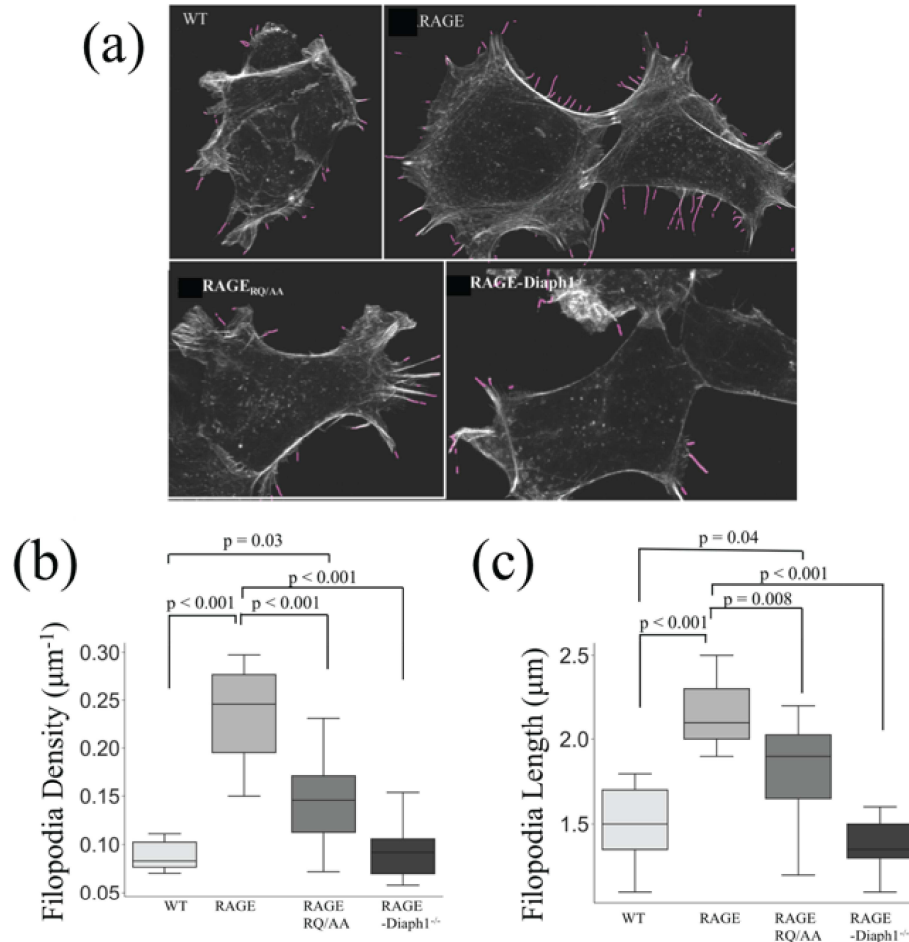 (a)
WT
RAGE
RAGE RQ/AA
RAGE-Diaph1
(b)
p = 0.03
p < 0.001
p < 0.001
p < 0.001
Filopodia Density (µm⁻¹)
0.30
0.25
0.20
0.15
0.10
0.05
WT
RAGE
RAGE
RQ/AA
RAGE
-Diaph1⁻/⁻
(c)
p = 0.04
p < 0.001
p = 0.008
p < 0.001
Filopodia Length (µm)
2.5
2.0
1.5
WT
RAGE
RAGE
RQ/AA
RAGE
-Diaph1⁻/⁻